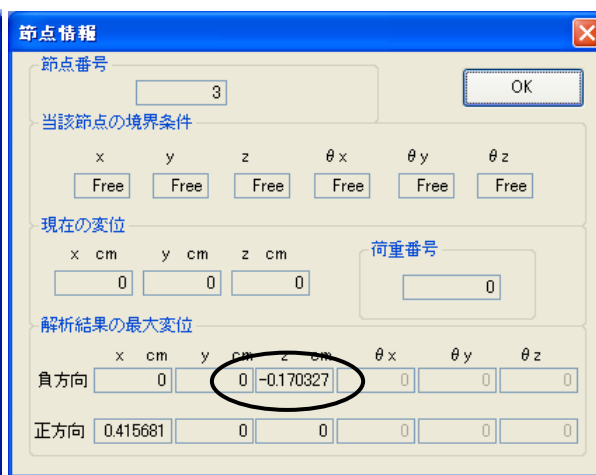 節点情報
節点番号
3
OK
当該節点の境界条件
x y z θx θy θz
Free Free Free Free Free Free
現在の変位
x cm y cm z cm
0 0 0
荷重番号
0
解析結果の最大変位
x cm y cm z cm θx θy θz
負方向 0 0 -0.170327 0 0 0
正方向 0.415681 0 0 0 0 0